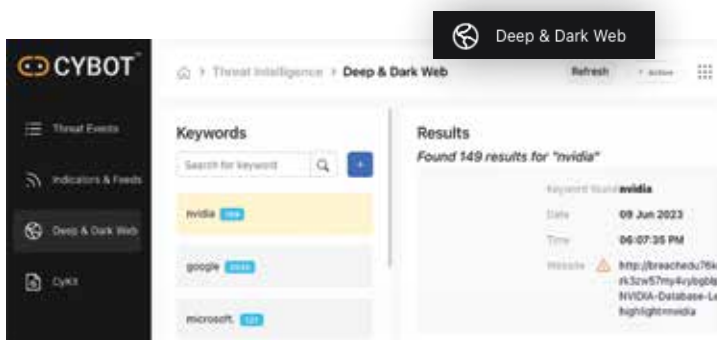 Deep & Dark Web
CYBOT
Threat Intelligence > Deep & Dark Web
Refresh
Active
Threat Events
Indicators & Feeds
Deep & Dark Web
CyKit
Keywords
Search for keyword
nvidia
google
microsoft.
Results
Found 149 results for "nvidia"
Keyword found nvidia
Date 09 Jun 2023
Time 06:07:35 PM
Website
NVIDIA-Database-Le
highlight=nvidia